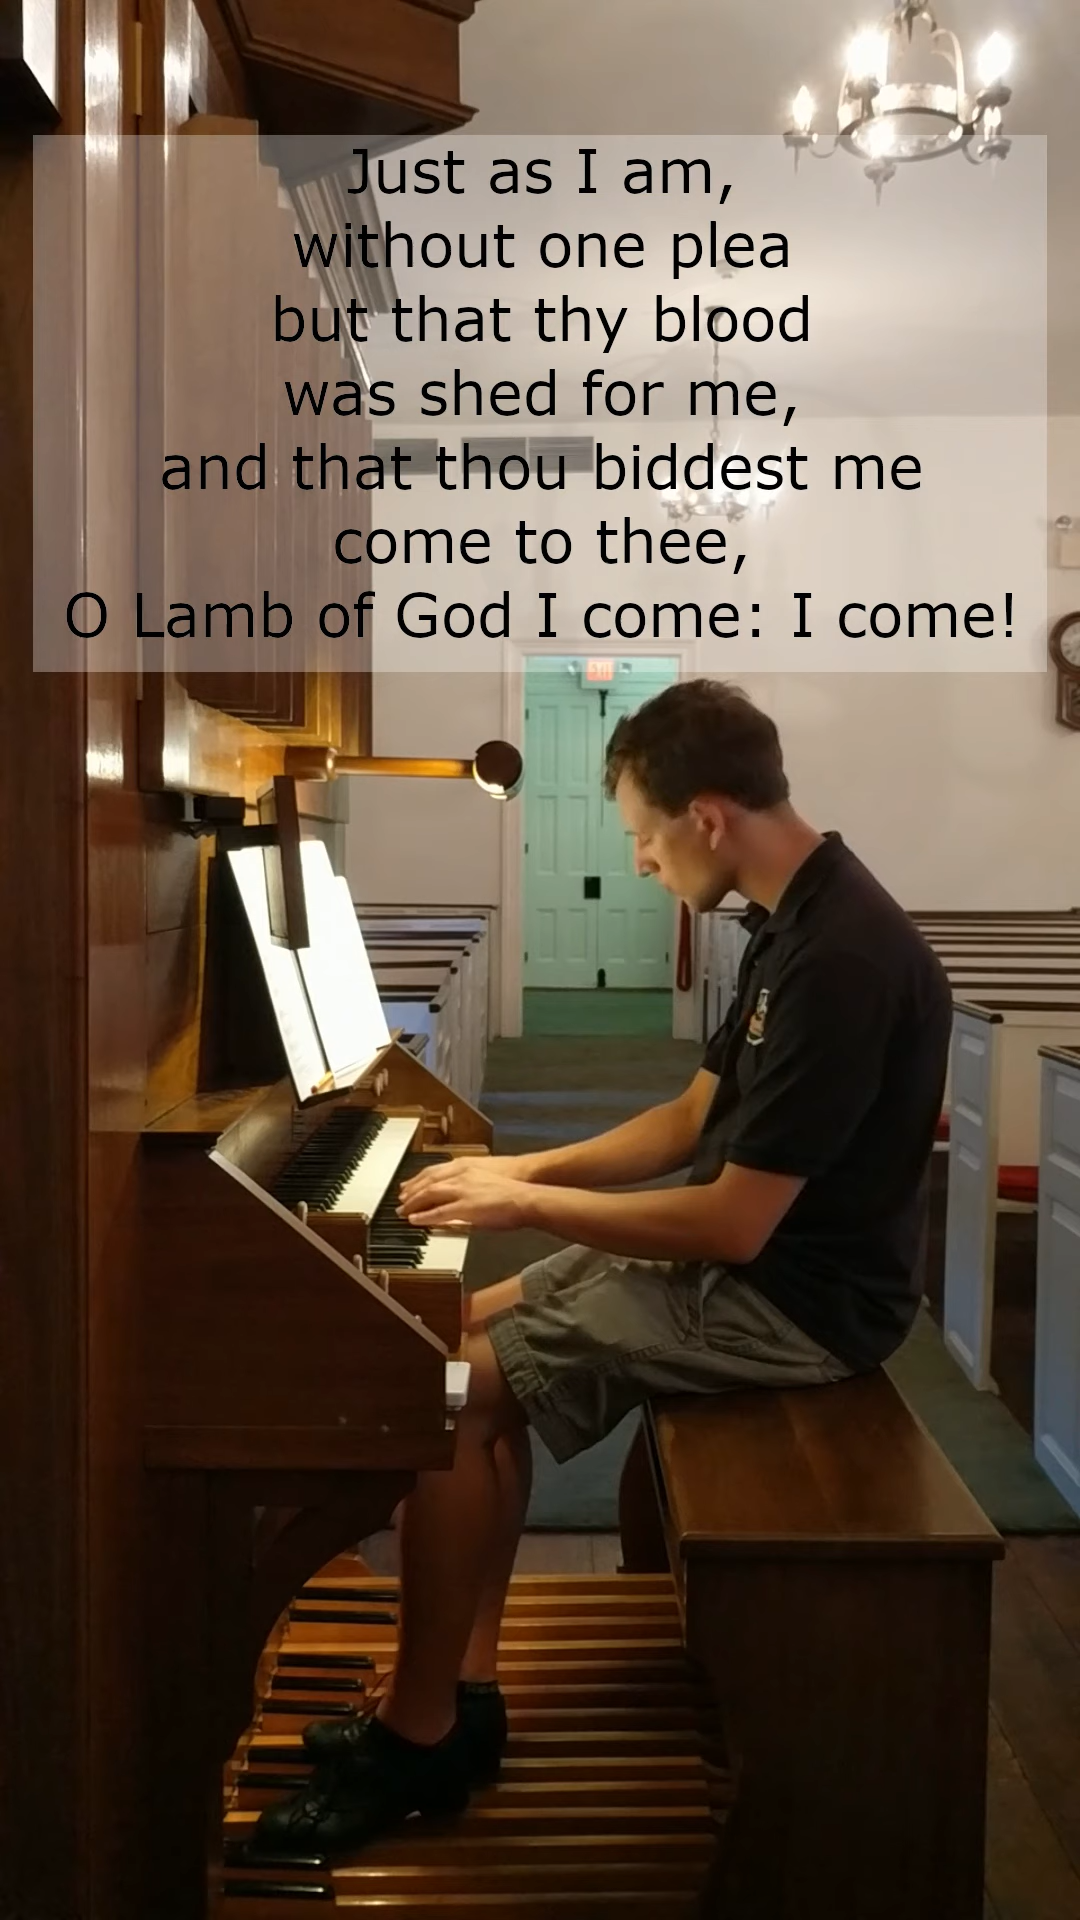 Just as I am,
without one plea
but that thy blood
was shed for me,
and that thou biddest me
come to thee,
O Lamb of God I come: I come!
EXIT